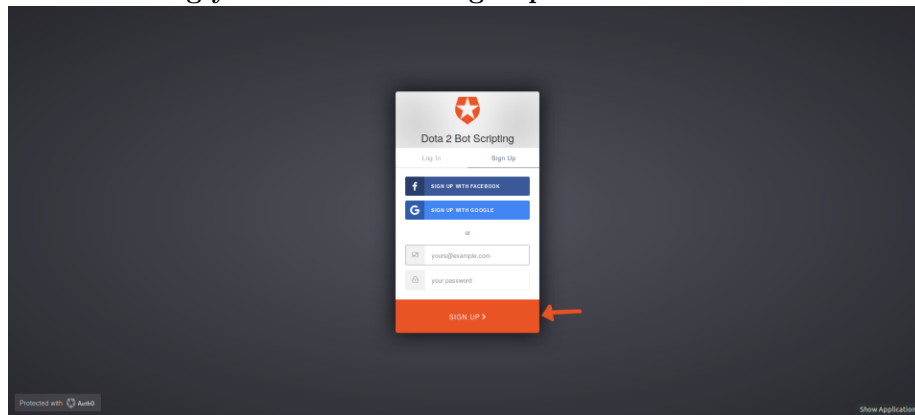 Dota 2 Bot Scripting
Log In Sign Up
SIGN UP WITH FACEBOOK
SIGN UP WITH GOOGLE
or
yours@example.com
your password
SIGN UP >
Protected with Auth0
Show Application